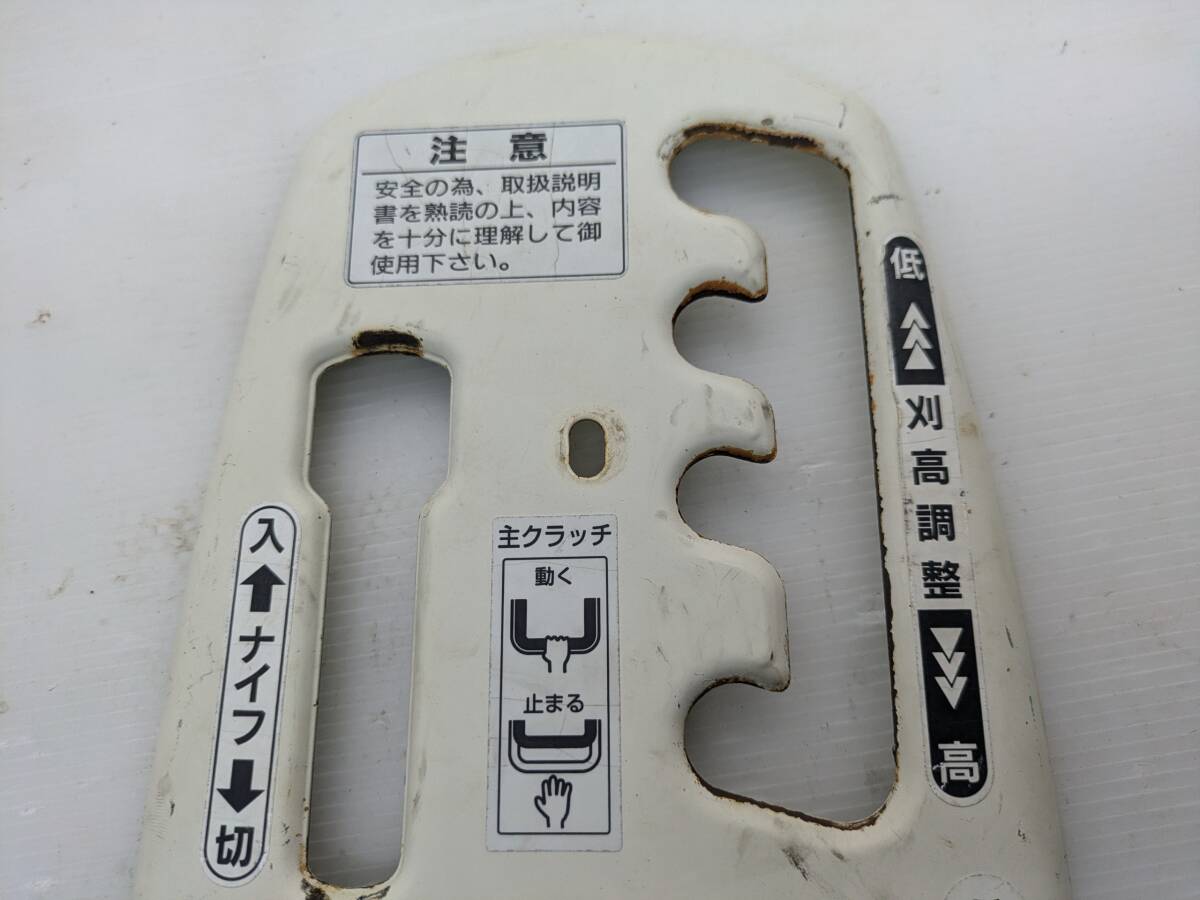 注意
安全の為、取扱説明
書を熟読の上、内容
を十分に理解して御
使用下さい。
入
ナイフ
切
主クラッチ
動く
止まる
低
刈高調整
高